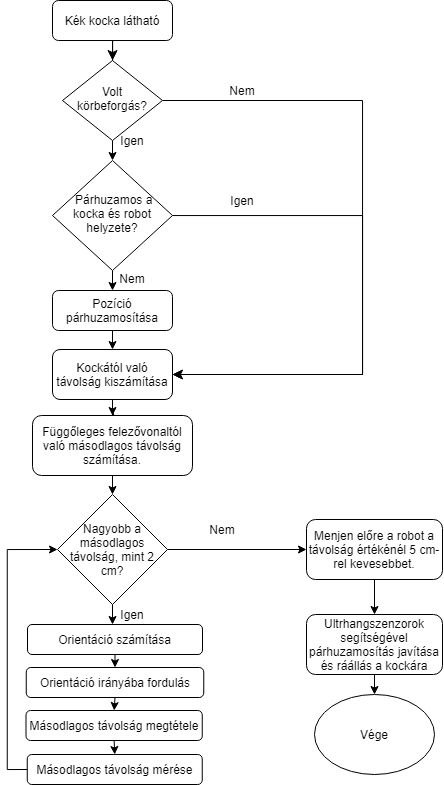 Kék kocka látható
Volt
körbeforgás?
Nem
Igen
Párhuzamos a
kocka és robot
helyzete?
Igen
Nem
Pozíció
párhuzamosítása
Kockától való
távolság kiszámítása
Függőleges felezővonaltól
való másodlagos távolság
számítása.
Nagyobb a
másodlagos
távolság, mint 2
cm?
Nem
Menjen előre a robot a
távolság értékénél 5 cm-
rel kevesebbet.
Igen
Orientáció számítása
Orientáció irányába fordulás
Másodlagos távolság megtétele
Másodlagos távolság mérése
Ultrhangszenzorok
segítségével
párhuzamosítás javítása
és ráállás a kockára
Vége